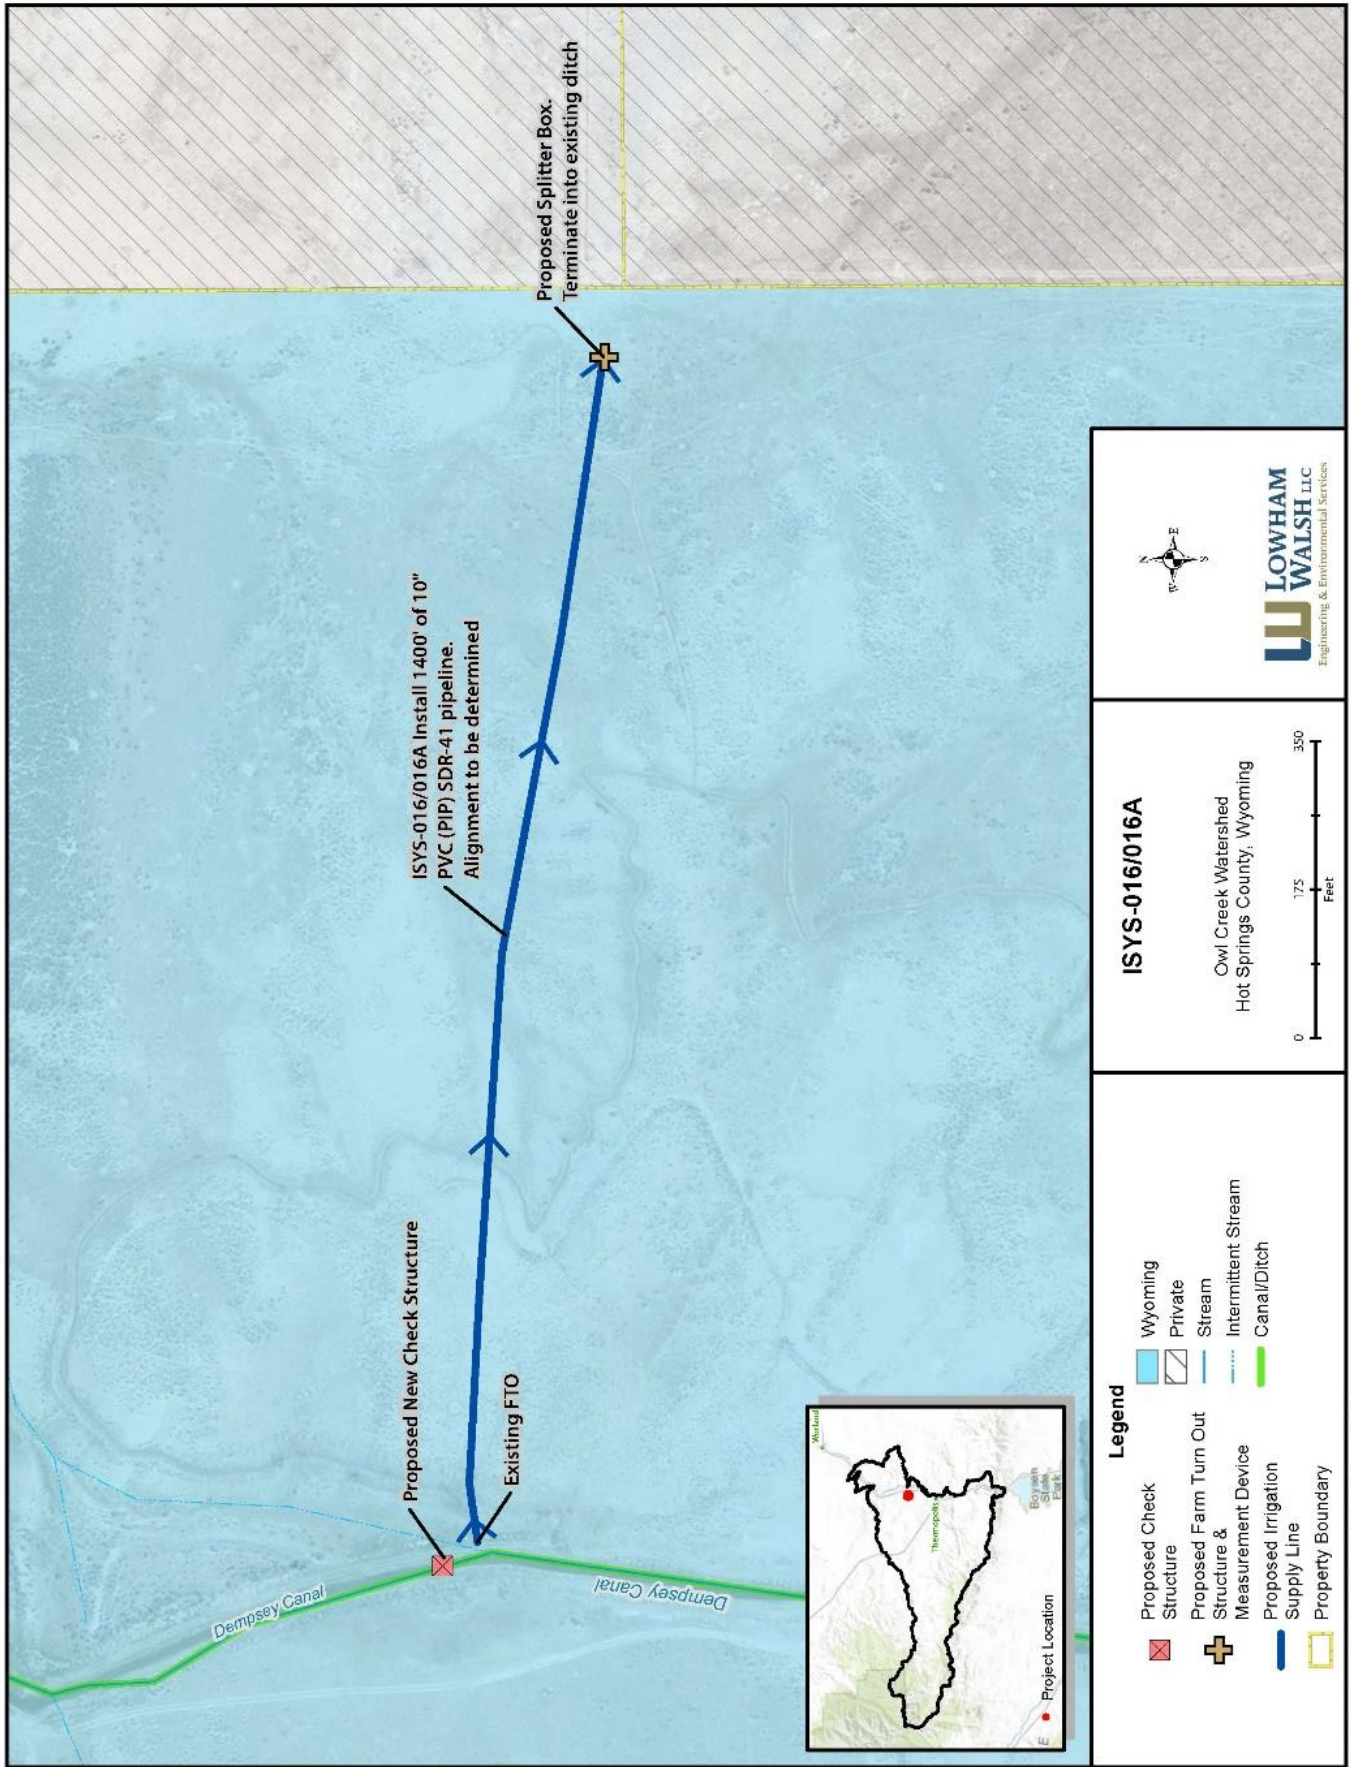 Proposed New Check Structure
Existing FTO
ISYS-016/016A Install 1400' of 10"
PVC (PIP) SDR-41 pipeline.
Alignment to be determined
Proposed Splitter Box.
Terminate into existing ditch
Dempsey Canal
Dempsey Canal
Worland
Thermopolis
Boysen
State
Park
E
Project Location
Legend
Proposed Check
Structure
Proposed Farm Turn Out
Structure &
Measurement Device
Proposed Irrigation
Supply Line
Property Boundary
Wyoming
Private
Stream
Intermittent Stream
Canal/Ditch
ISYS-016/016A
Owl Creek Watershed
Hot Springs County, Wyoming
0 175 350
Feet
N
W E
S
LOWHAM
WALSH LLC
Engineering & Environmental Services